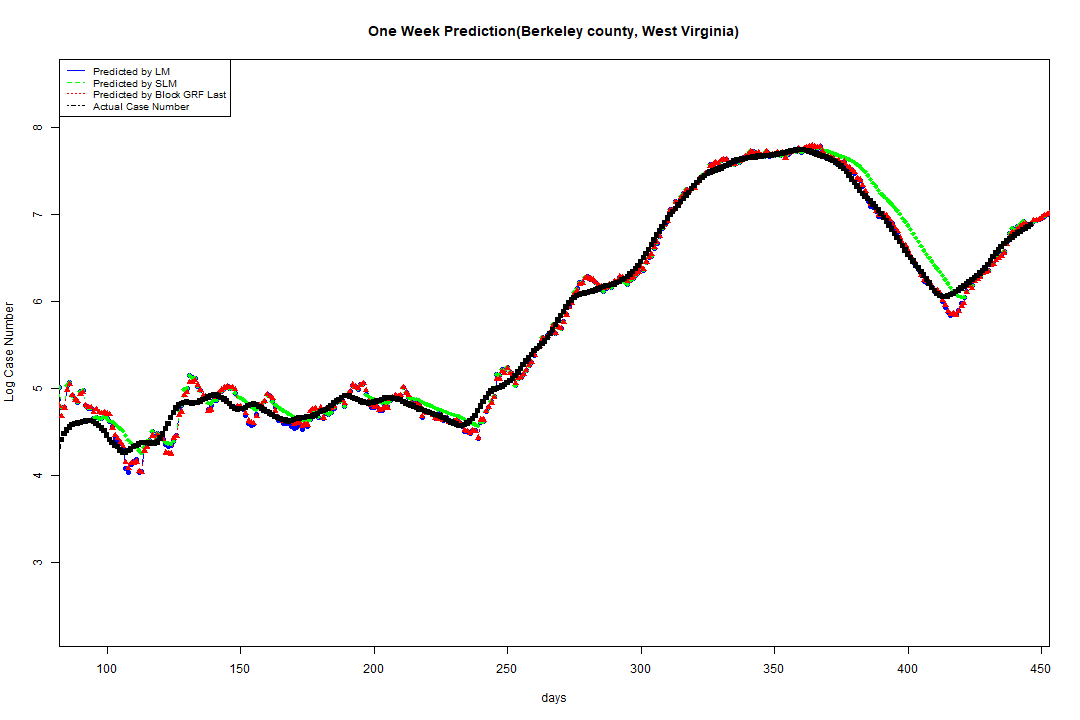 One Week Prediction(Berkeley county, West Virginia)
Predicted by LM
Predicted by SLM
Predicted by Block GRF Last
Actual Case Number
8
7
6
5
4
3
Log Case Number
100 150 200 250 300 350 400 450
days